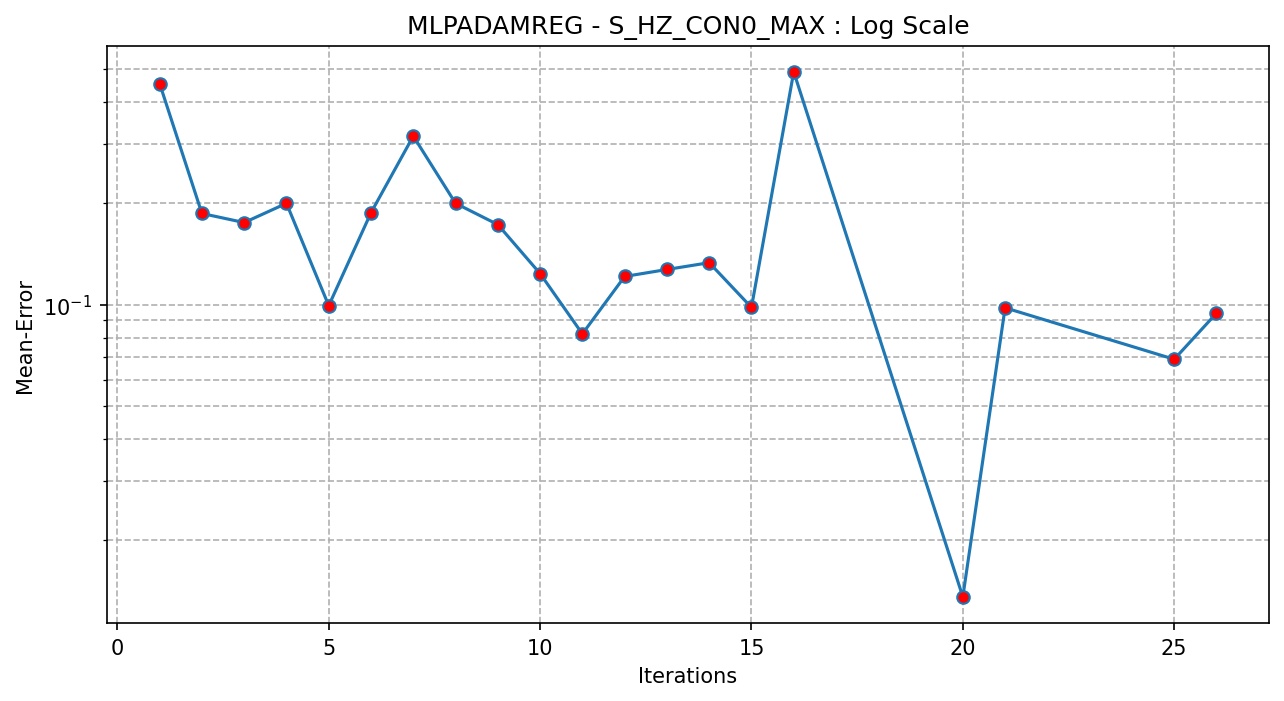 MLPADAMREG - S_HZ_CON0_MAX : Log Scale
Mean-Error
10⁻¹
0 5 10 15 20 25
Iterations